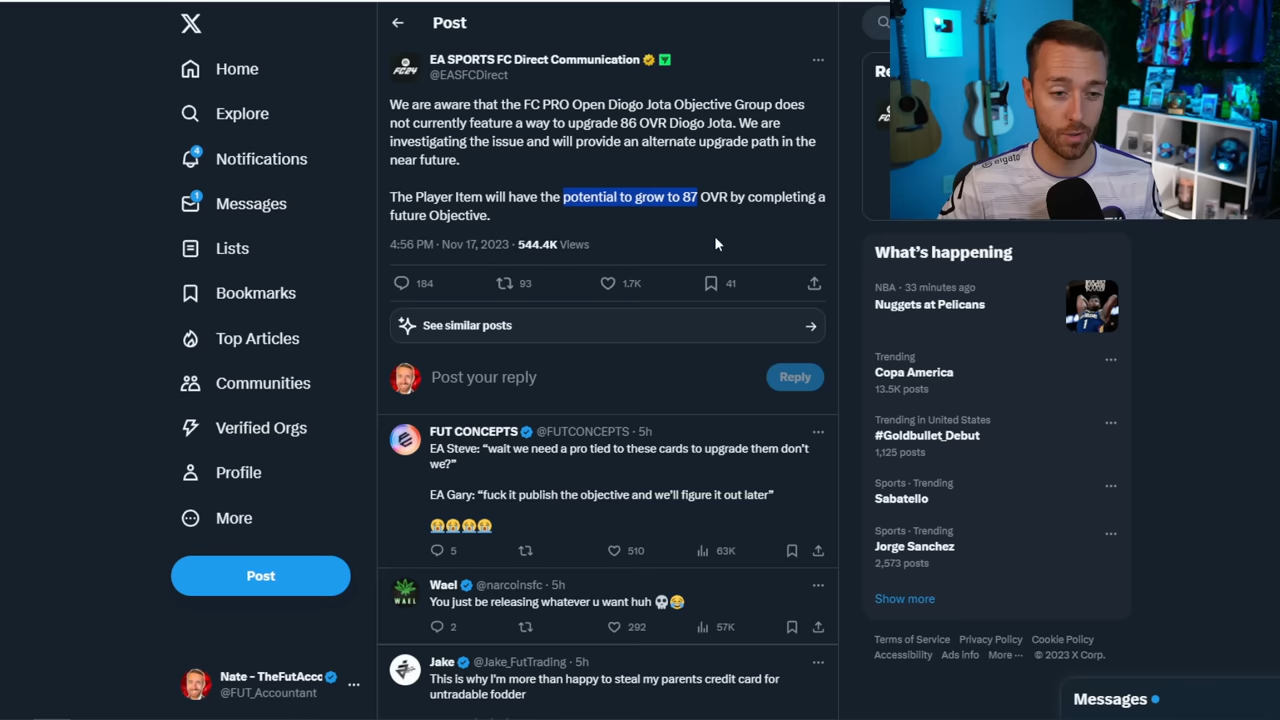 Home
Explore
4
Notifications
1
Messages
Lists
Bookmarks
Top Articles
Communities
Verified Orgs
Profile
More
Post
Nate - TheFutAcc
@FUT_Accountant
Post
EA SPORTS FC Direct Communication
@EASFCDirect
FC24
We are aware that the FC PRO Open Diogo Jota Objective Group does
not currently feature a way to upgrade 86 OVR Diogo Jota. We are
investigating the issue and will provide an alternate upgrade path in the
near future.
The Player Item will have the potential to grow to 87 OVR by completing a
future Objective.
4:56 PM · Nov 17, 2023 · 544.4K Views
184 93 1.7K 41
See similar posts
Post your reply
Reply
FUT CONCEPTS @FUTCONCEPTS · 5h
EA Steve: “wait we need a pro tied to these cards to upgrade them don’t
we?”
EA Gary: “fuck it publish the objective and we’ll figure it out later”
5 510 63K
Wael @narcolnsfc · 5h
You just be releasing whatever u want huh
WAEL
2 292 57K
Jake @Jake_FutTrading · 5h
This is why I'm more than happy to steal my parents credit card for
untradable fodder
Re
elgato
What’s happening
NBA · 33 minutes ago
Nuggets at Pelicans
Trending
Copa America
13.5K posts
Trending in United States
#Goldbullet_Debut
1,125 posts
Sports · Trending
Sabatello
Sports · Trending
Jorge Sanchez
2,573 posts
Show more
Terms of Service Privacy Policy Cookie Policy
Accessibility Ads info More ··· © 2023 X Corp.
Messages